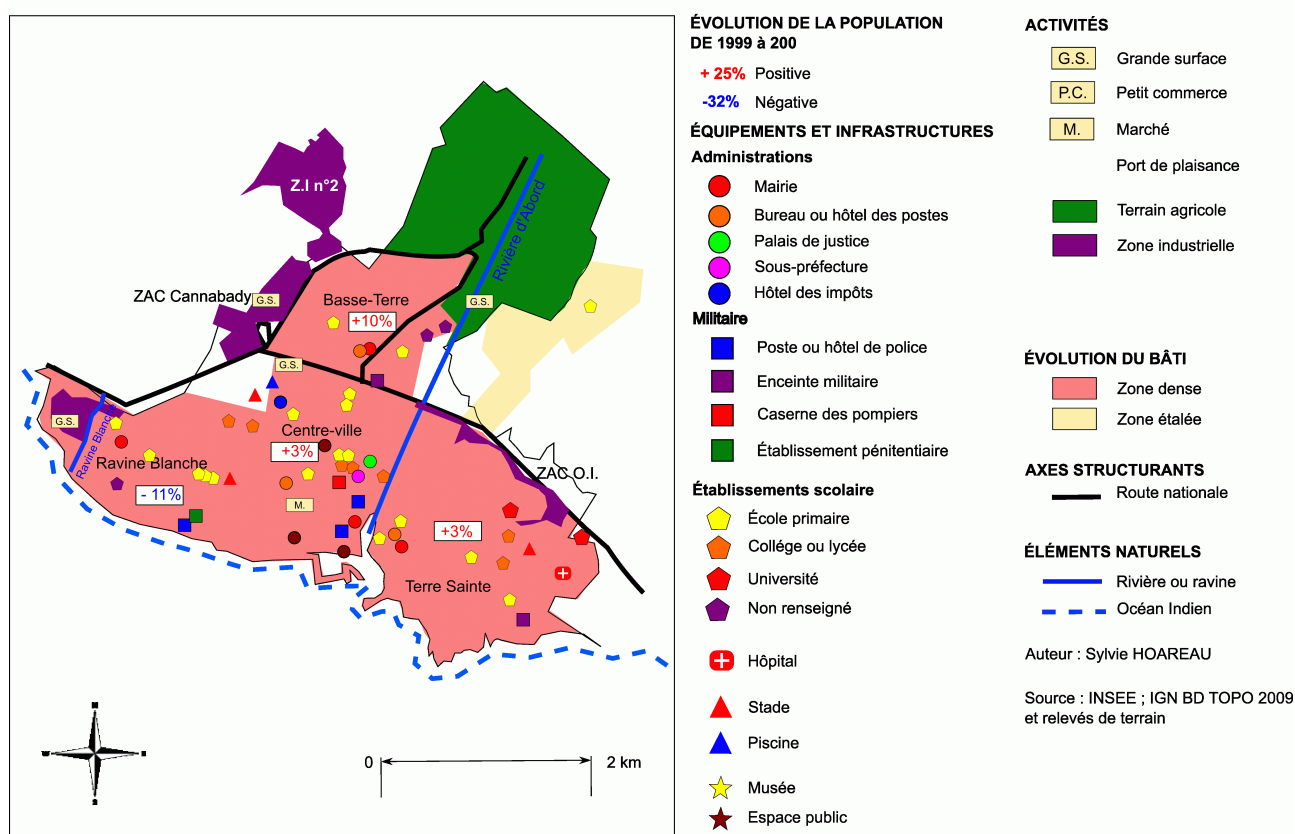 Z.I n°2
Rivière d'Abord
ZAC Cannabady
G.S.
Basse-Terre
G.S.
+10%
G.S.
G.S.
Ravine Blanche
Centre-ville
+3%
Ravine Blanche
- 11%
M.
ZAC O.I.
+3%
Terre Sainte
0
2 km
ÉVOLUTION DE LA POPULATION
DE 1999 à 200
+ 25% Positive
-32% Négative
ÉQUIPEMENTS ET INFRASTRUCTURES
Administrations
Mairie
Bureau ou hôtel des postes
Palais de justice
Sous-préfecture
Hôtel des impôts
Militaire
Poste ou hôtel de police
Enceinte militaire
Caserne des pompiers
Établissement pénitentiaire
Établissements scolaire
École primaire
Collége ou lycée
Université
Non renseigné
Hôpital
Stade
Piscine
Musée
Espace public
ACTIVITÉS
G.S. Grande surface
P.C. Petit commerce
M. Marché
Port de plaisance
Terrain agricole
Zone industrielle
ÉVOLUTION DU BÂTI
Zone dense
Zone étalée
AXES STRUCTURANTS
Route nationale
ÉLÉMENTS NATURELS
Rivière ou ravine
Océan Indien
Auteur : Sylvie HOAREAU
Source : INSEE ; IGN BD TOPO 2009
et relevés de terrain